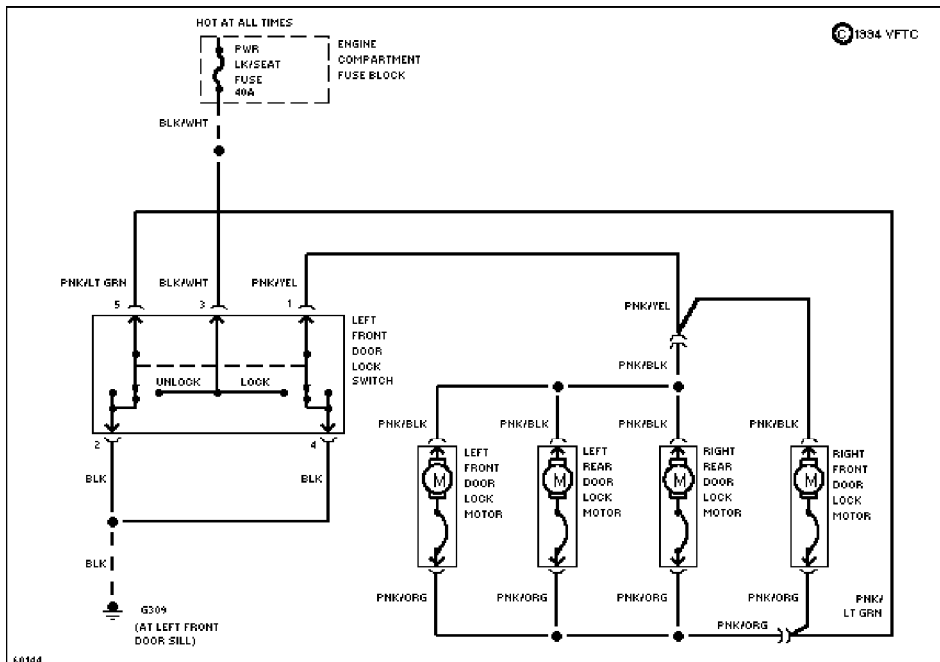 HOT AT ALL TIMES
© 1994 VFTC
PWR
LK/SEAT
FUSE
40A
ENGINE
COMPARTMENT
FUSE BLOCK
BLK/WHT
PNK/LT GRN
BLK/WHT
PNK/YEL
5
3
1
LEFT
FRONT
DOOR
LOCK
SWITCH
UNLOCK
LOCK
2
4
BLK
BLK
BLK
G309
(AT LEFT FRONT
DOOR SILL)
PNK/YEL
PNK/BLK
PNK/BLK
PNK/BLK
PNK/BLK
PNK/BLK
M
LEFT
FRONT
DOOR
LOCK
MOTOR
M
LEFT
REAR
DOOR
LOCK
MOTOR
M
RIGHT
REAR
DOOR
LOCK
MOTOR
M
RIGHT
FRONT
DOOR
LOCK
MOTOR
PNK/ORG
PNK/ORG
PNK/ORG
PNK/ORG
PNK/
LT GRN
PNK/ORG